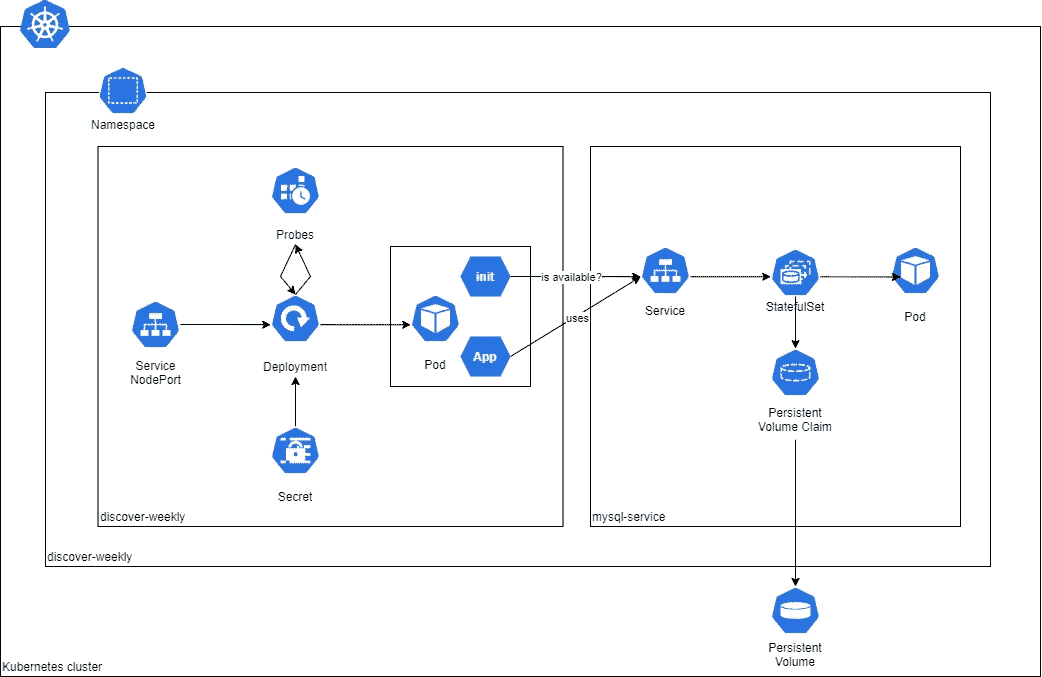 Namespace
Probes
init
is available?
Service
StatefulSet
Pod
Service
NodePort
Deployment
Pod
App
uses
Persistent
Volume Claim
Secret
discover-weekly
mysql-service
discover-weekly
Persistent
Volume
Kubernetes cluster